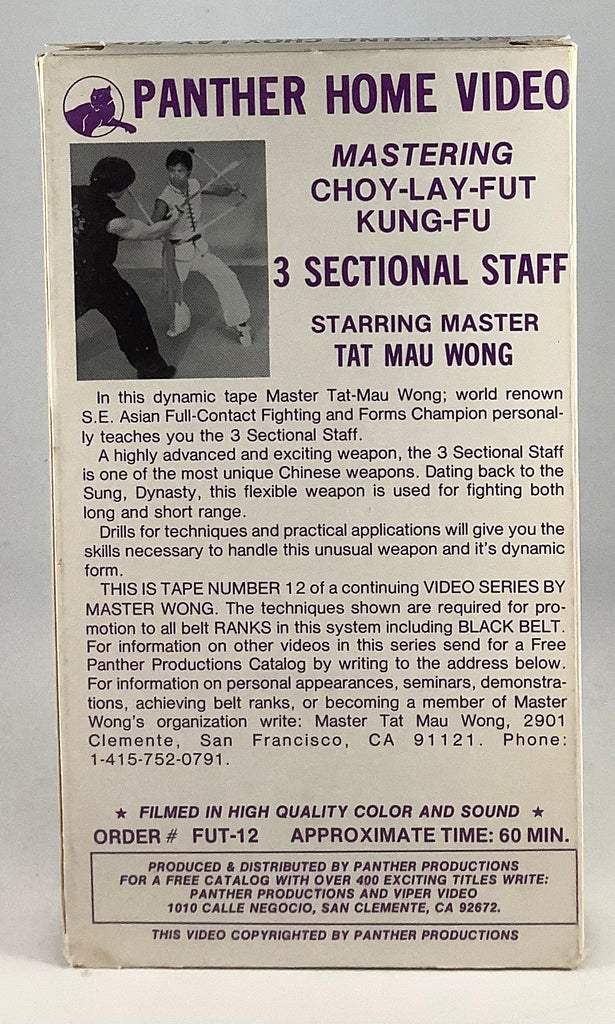 PANTHER HOME VIDEO
MASTERING
CHOY-LAY-FUT
KUNG-FU
3 SECTIONAL STAFF
STARRING MASTER
TAT MAU WONG
In this dynamic tape Master Tat-Mau Wong; world renown
S.E. Asian Full-Contact Fighting and Forms Champion personal-
ly teaches you the 3 Sectional Staff.
A highly advanced and exciting weapon, the 3 Sectional Staff
is one of the most unique Chinese weapons. Dating back to the
Sung, Dynasty, this flexible weapon is used for fighting both
long and short range.
Drills for techniques and practical applications will give you the
skills necessary to handle this unusual weapon and it's dynamic
form.
THIS IS TAPE NUMBER 12 of a continuing VIDEO SERIES BY
MASTER WONG. The techniques shown are required for pro-
motion to all belt RANKS in this system including BLACK BELT.
For information on other videos in this series send for a Free
Panther Productions Catalog by writing to the address below.
For information on personal appearances, seminars, demonstra-
tions, achieving belt ranks, or becoming a member of Master
Wong's organization write: Master Tat Mau Wong, 2901
Clemente, San Francisco, CA 91121. Phone:
1-415-752-0791.
★ FILMED IN HIGH QUALITY COLOR AND SOUND ★
ORDER # FUT-12 APPROXIMATE TIME: 60 MIN.
PRODUCED & DISTRIBUTED BY PANTHER PRODUCTIONS
FOR A FREE CATALOG WITH OVER 400 EXCITING TITLES WRITE:
PANTHER PRODUCTIONS AND VIPER VIDEO
1010 CALLE NEGOCIO, SAN CLEMENTE, CA 92672.
THIS VIDEO COPYRIGHTED BY PANTHER PRODUCTIONS